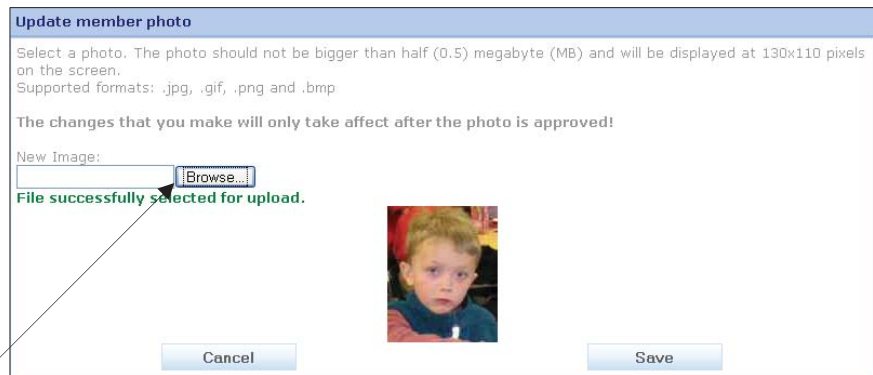 Update member photo
Select a photo. The photo should not be bigger than half (0.5) megabyte (MB) and will be displayed at 130x110 pixels
on the screen.
Supported formats: .jpg, .gif, .png and .bmp
The changes that you make will only take affect after the photo is approved!
New Image:
Browse...
File successfully selected for upload.
Cancel Save